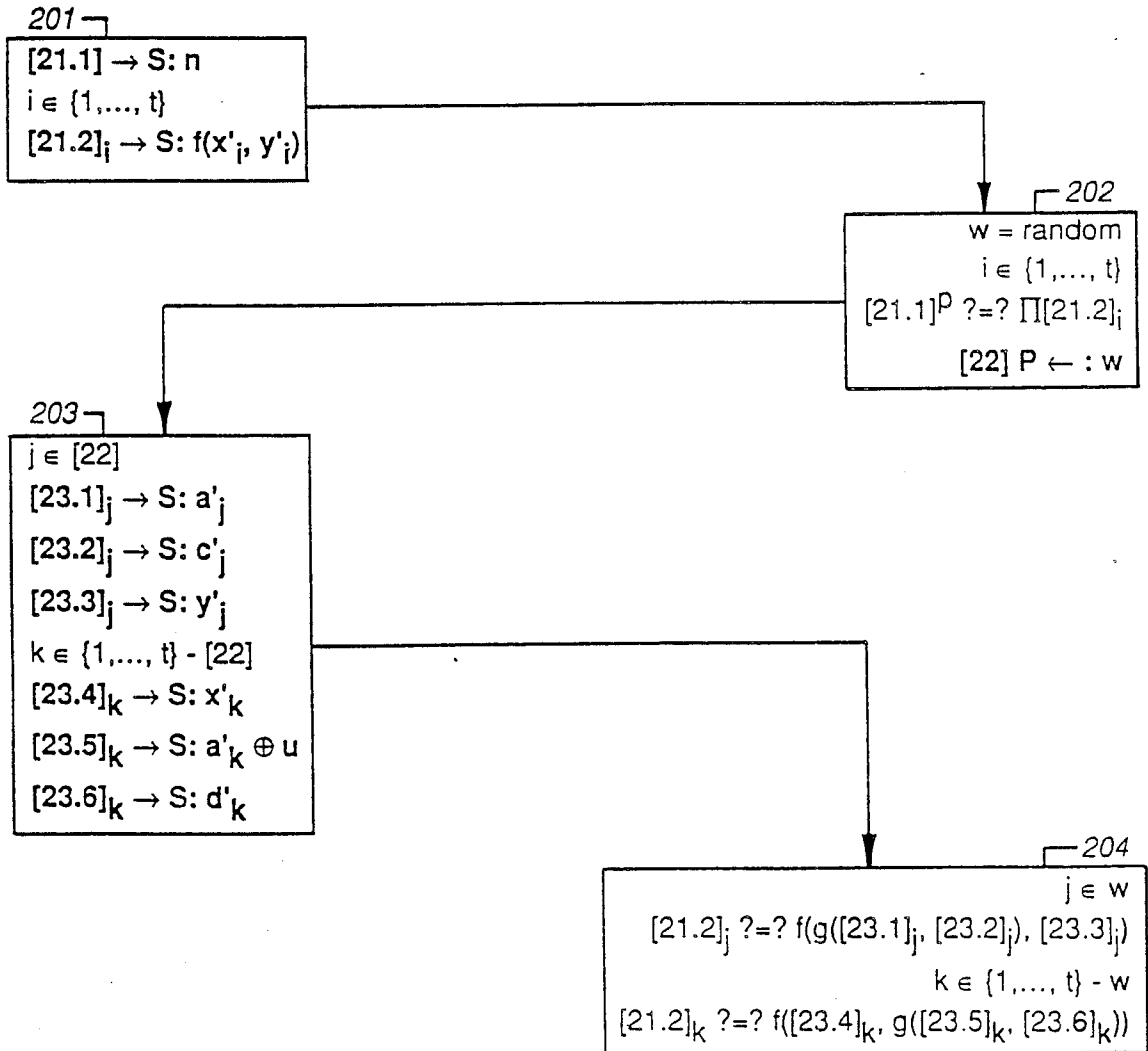 201
[21.1] → S: n
i ∈ {1,..., t}
[21.2]i → S: f(x'i, y'i)
202
w = random
i ∈ {1,..., t}
[21.1]p ?=? ∏[21.2]i
[22] P ← : w
203
j ∈ [22]
[23.1]j → S: a'j
[23.2]j → S: c'j
[23.3]j → S: y'j
k ∈ {1,..., t} - [22]
[23.4]k → S: x'k
[23.5]k → S: a'k ⊕ u
[23.6]k → S: d'k
204
j ∈ w
[21.2]j ?=? f(g([23.1]j, [23.2]j), [23.3]j)
k ∈ {1,..., t} - w
[21.2]k ?=? f([23.4]k, g([23.5]k, [23.6]k))